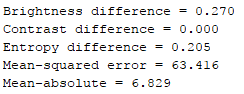 Brightness difference = 0.270
Contrast difference = 0.000
Entropy difference = 0.205
Mean-squared error = 63.416
Mean-absolute = 6.829